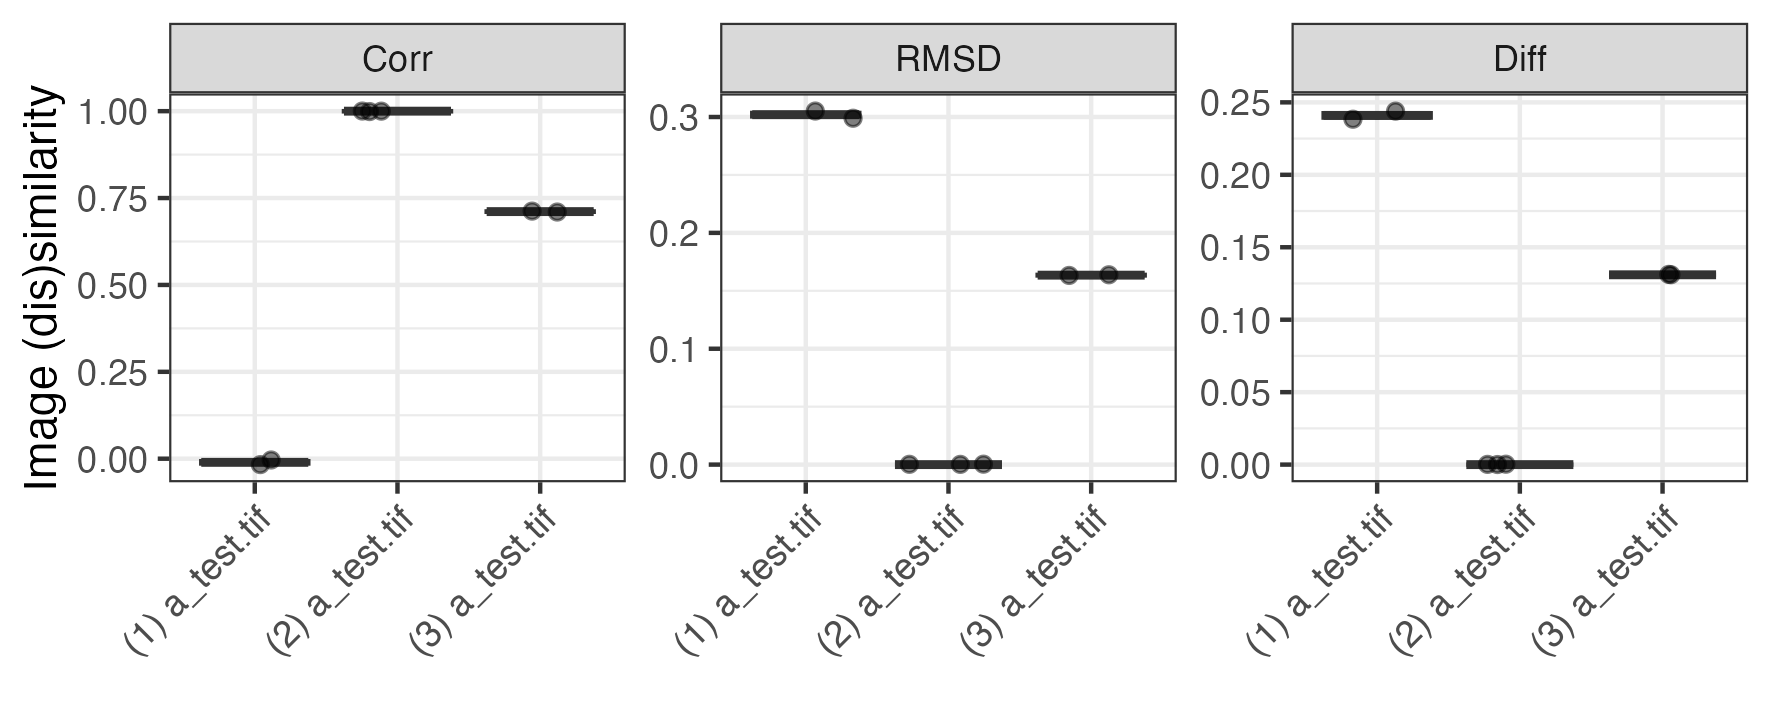 Corr
RMSD
Diff
Image (dis)similarity
1.00
0.75
0.50
0.25
0.00
0.3
0.2
0.1
0.0
0.25
0.20
0.15
0.10
0.05
0.00
(1) a_test.tif
(2) a_test.tif
(3) a_test.tif
(1) a_test.tif
(2) a_test.tif
(3) a_test.tif
(1) a_test.tif
(2) a_test.tif
(3) a_test.tif